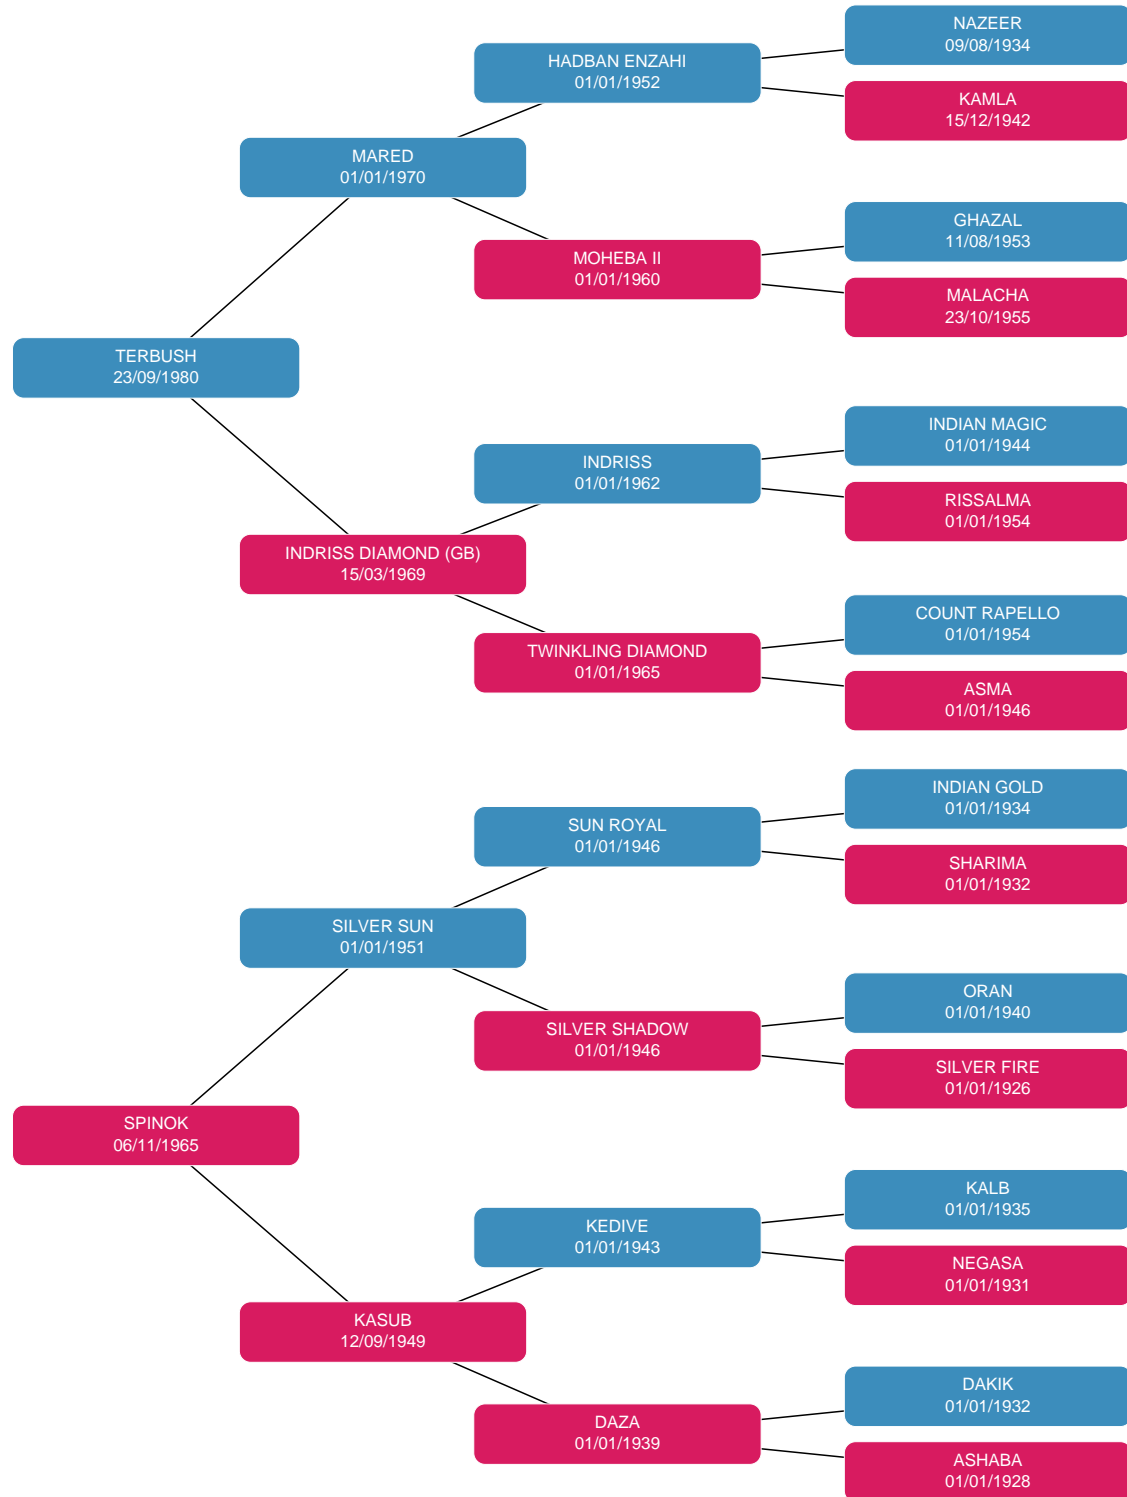 NAZEER
09/08/1934
HADBAN ENZAHI
01/01/1952
KAMLA
15/12/1942
MARED
01/01/1970
GHAZAL
11/08/1953
MOHEBA II
01/01/1960
MALACHA
23/10/1955
TERBUSH
23/09/1980
INDIAN MAGIC
01/01/1944
INDRISS
01/01/1962
RISSALMA
01/01/1954
INDRISS DIAMOND (GB)
15/03/1969
COUNT RAPELLO
01/01/1954
TWINKLING DIAMOND
01/01/1965
ASMA
01/01/1946
INDIAN GOLD
01/01/1934
SUN ROYAL
01/01/1946
SHARIMA
01/01/1932
SILVER SUN
01/01/1951
ORAN
01/01/1940
SILVER SHADOW
01/01/1946
SILVER FIRE
01/01/1926
SPINOK
06/11/1965
KALB
01/01/1935
KEDIVE
01/01/1943
NEGASA
01/01/1931
KASUB
12/09/1949
DAKIK
01/01/1932
DAZA
01/01/1939
ASHABA
01/01/1928